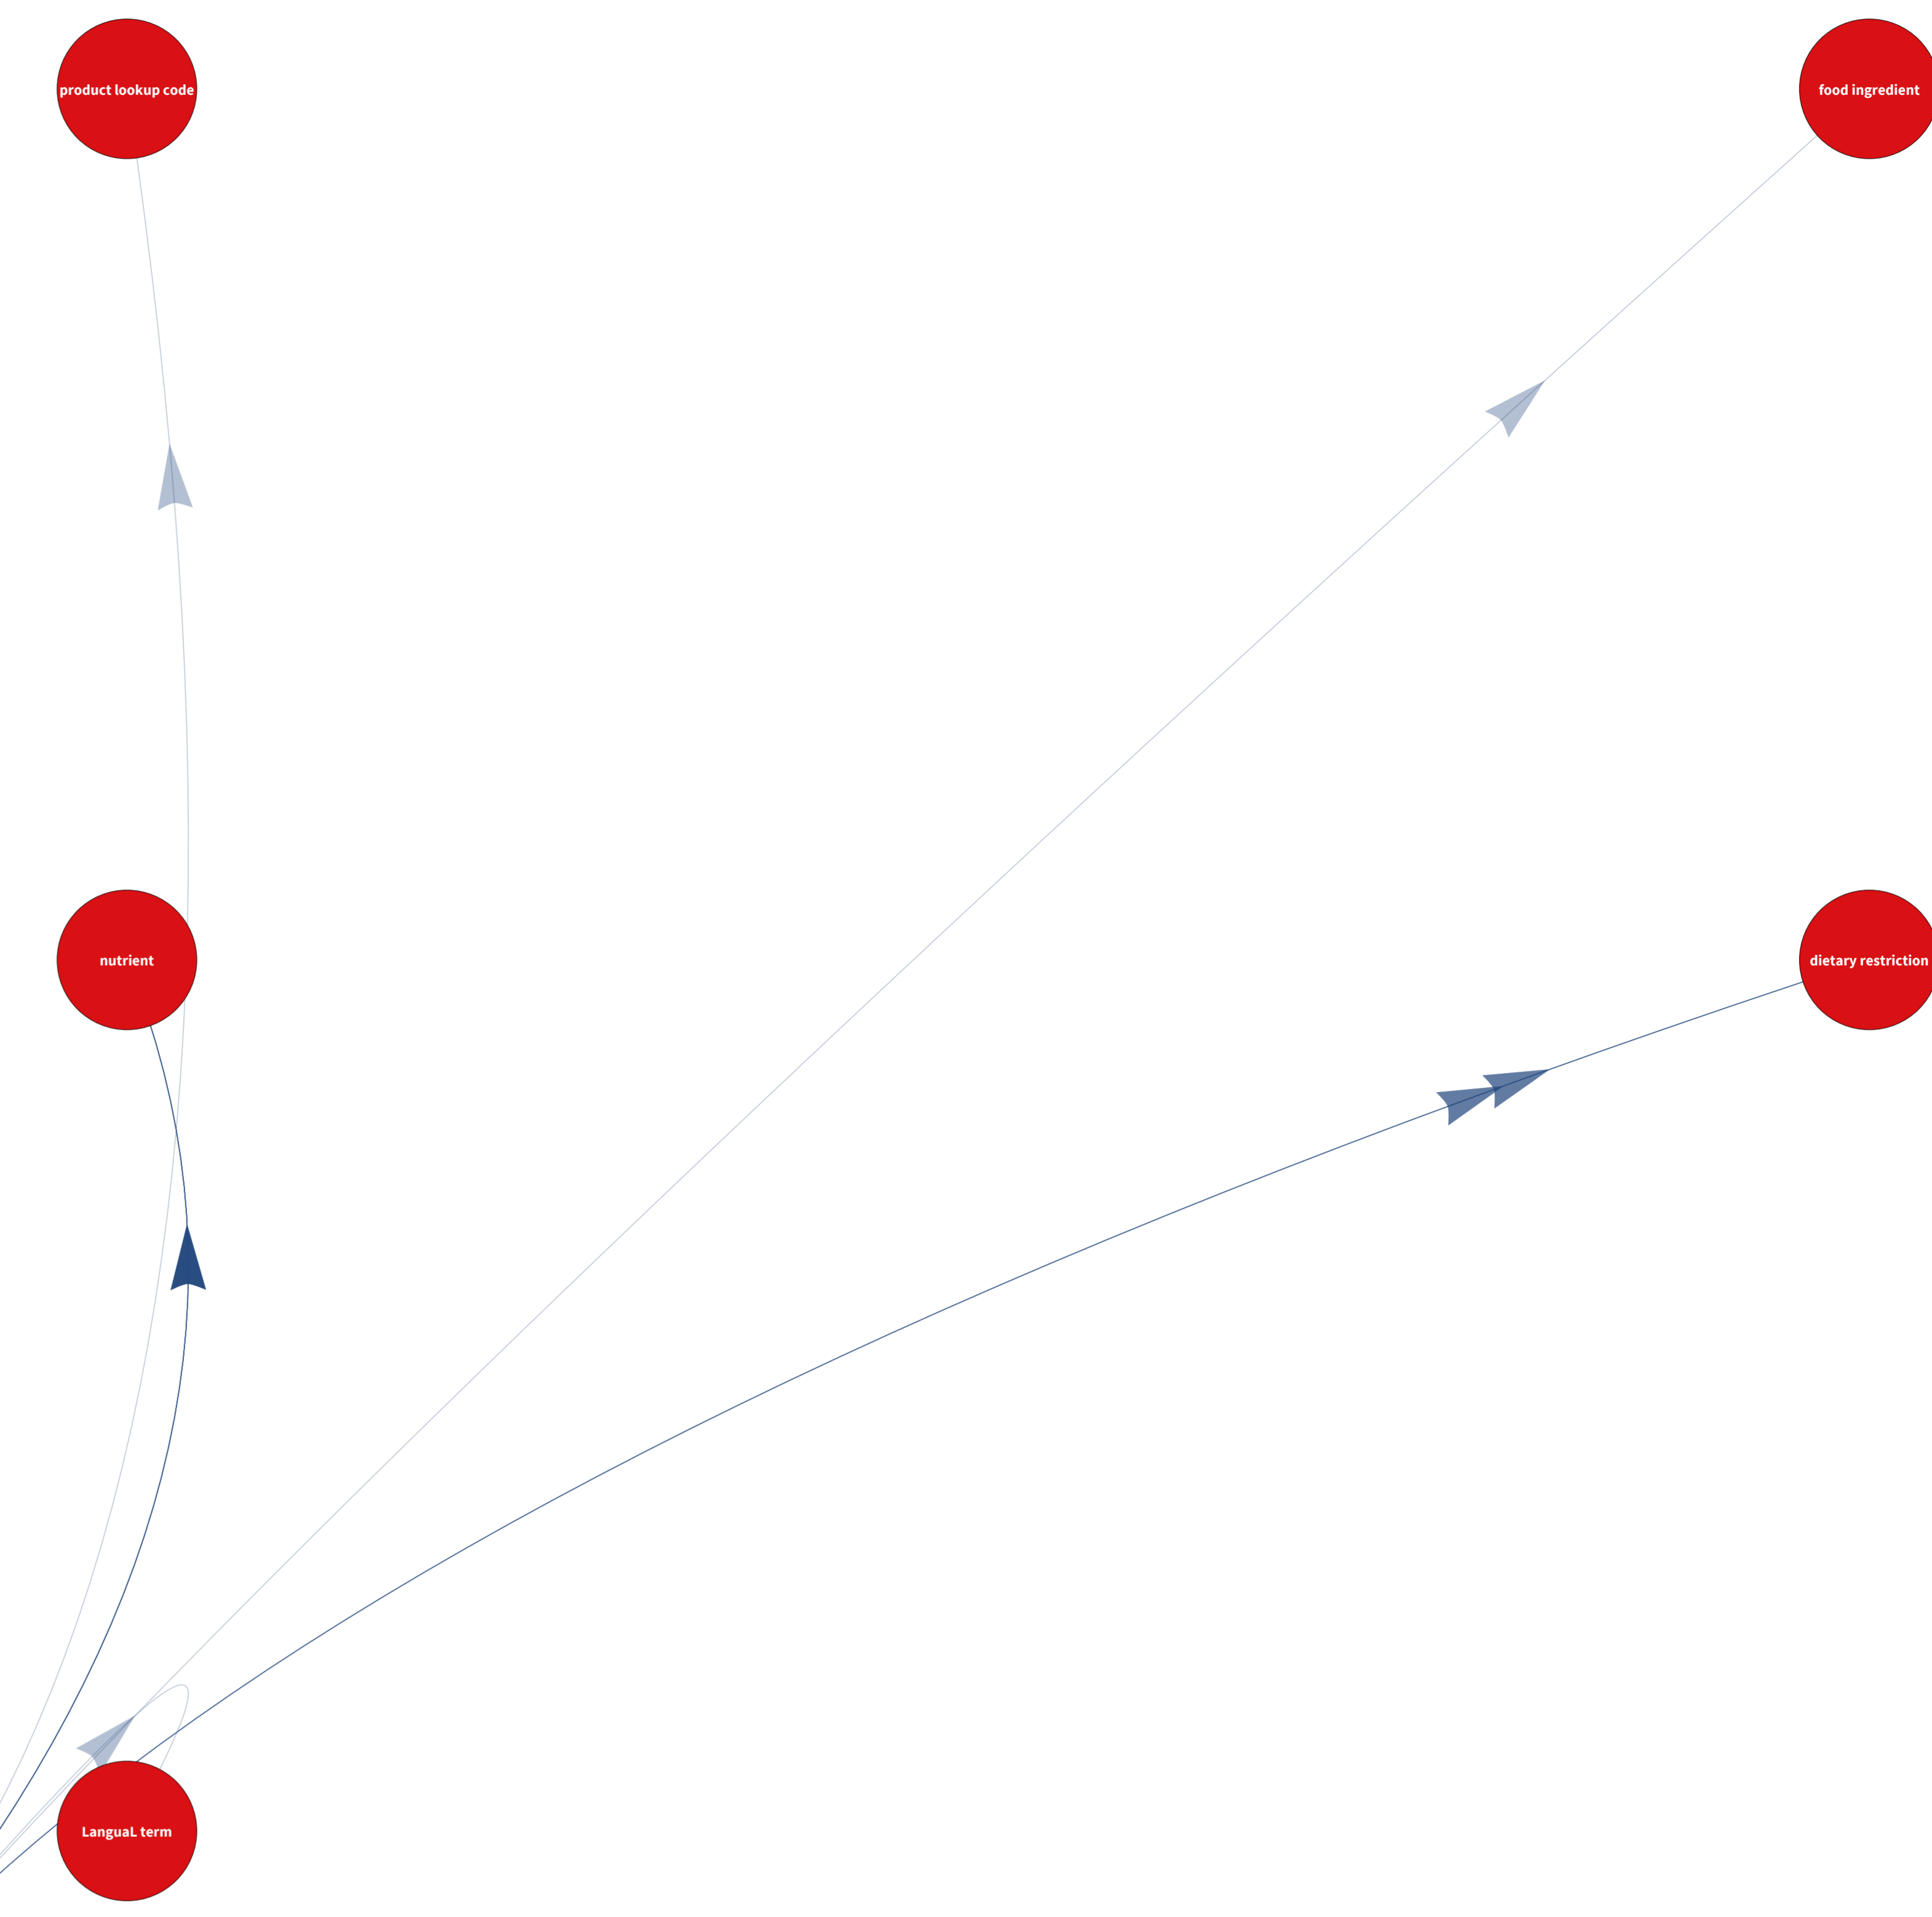 product lookup code
food ingredient
nutrient
dietary restriction
LanguaL term